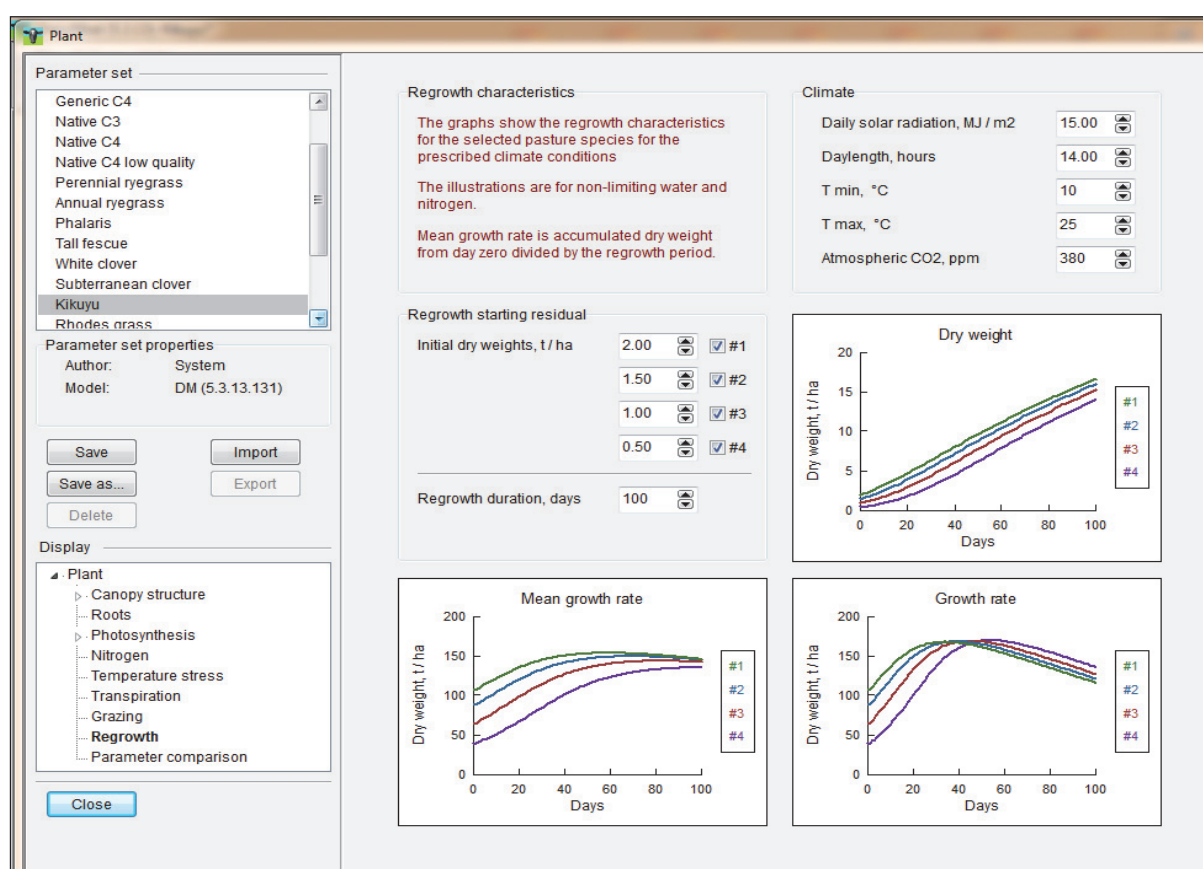 Plant
Parameter set
Generic C4
Native C3
Native C4
Native C4 low quality
Perennial ryegrass
Annual ryegrass
Phalaris
Tall fescue
White clover
Subterranean clover
Kikuyu
Rhodes grass
Parameter set properties
Author: System
Model: DM (5.3.13.131)
Save Import
Save as... Export
Delete
Display
Plant
Canopy structure
Roots
Photosynthesis
Nitrogen
Temperature stress
Transpiration
Grazing
Regrowth
Parameter comparison
Close
Regrowth characteristics
The graphs show the regrowth characteristics
for the selected pasture species for the
prescribed climate conditions
The illustrations are for non-limiting water and
nitrogen.
Mean growth rate is accumulated dry weight
from day zero divided by the regrowth period.
Climate
Daily solar radiation, MJ / m2 15.00
Daylength, hours 14.00
T min, °C 10
T max, °C 25
Atmospheric CO2, ppm 380
Regrowth starting residual
Initial dry weights, t / ha 2.00 #1
1.50 #2
1.00 #3
0.50 #4
Regrowth duration, days 100
Dry weight
Dry weight, t / ha
20
15
10
5
0
0 20 40 60 80 100
Days
#1
#2
#3
#4
Mean growth rate
Dry weight, t / ha
200
150
100
50
0
0 20 40 60 80 100
Days
#1
#2
#3
#4
Growth rate
Dry weight, t / ha
200
150
100
50
0
0 20 40 60 80 100
Days
#1
#2
#3
#4